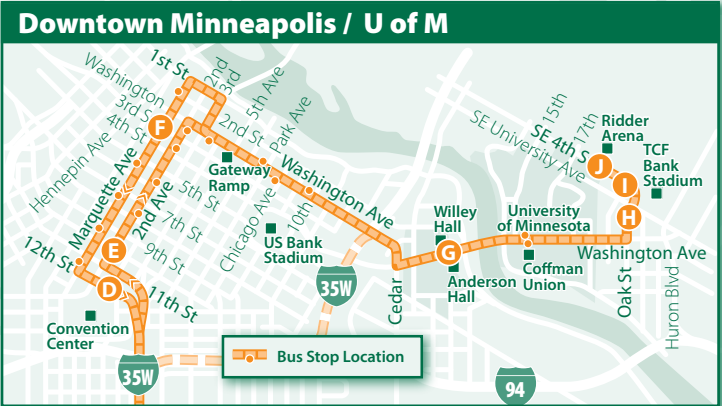 Downtown Minneapolis / U of M
1st St
2nd
3rd
Washington
3rd S
4th St
5th Ave
Park Ave
2nd St
F
Hennepin Ave
Marquette Ave
2nd Ave
Gateway
Ramp
Washington Ave
5th St
7th St
9th St
Chicago Ave
10th
US Bank
Stadium
12th St
E
D
11th St
Convention
Center
35W
35W
Cedar
Willey
Hall
G
Anderson
Hall
University
of Minnesota
Coffman
Union
SE University Ave
SE 4th S
15th
17th
Ridder
Arena
TCF
Bank
Stadium
J
I
H
Washington Ave
Oak St
Huron Blvd
94
Bus Stop Location